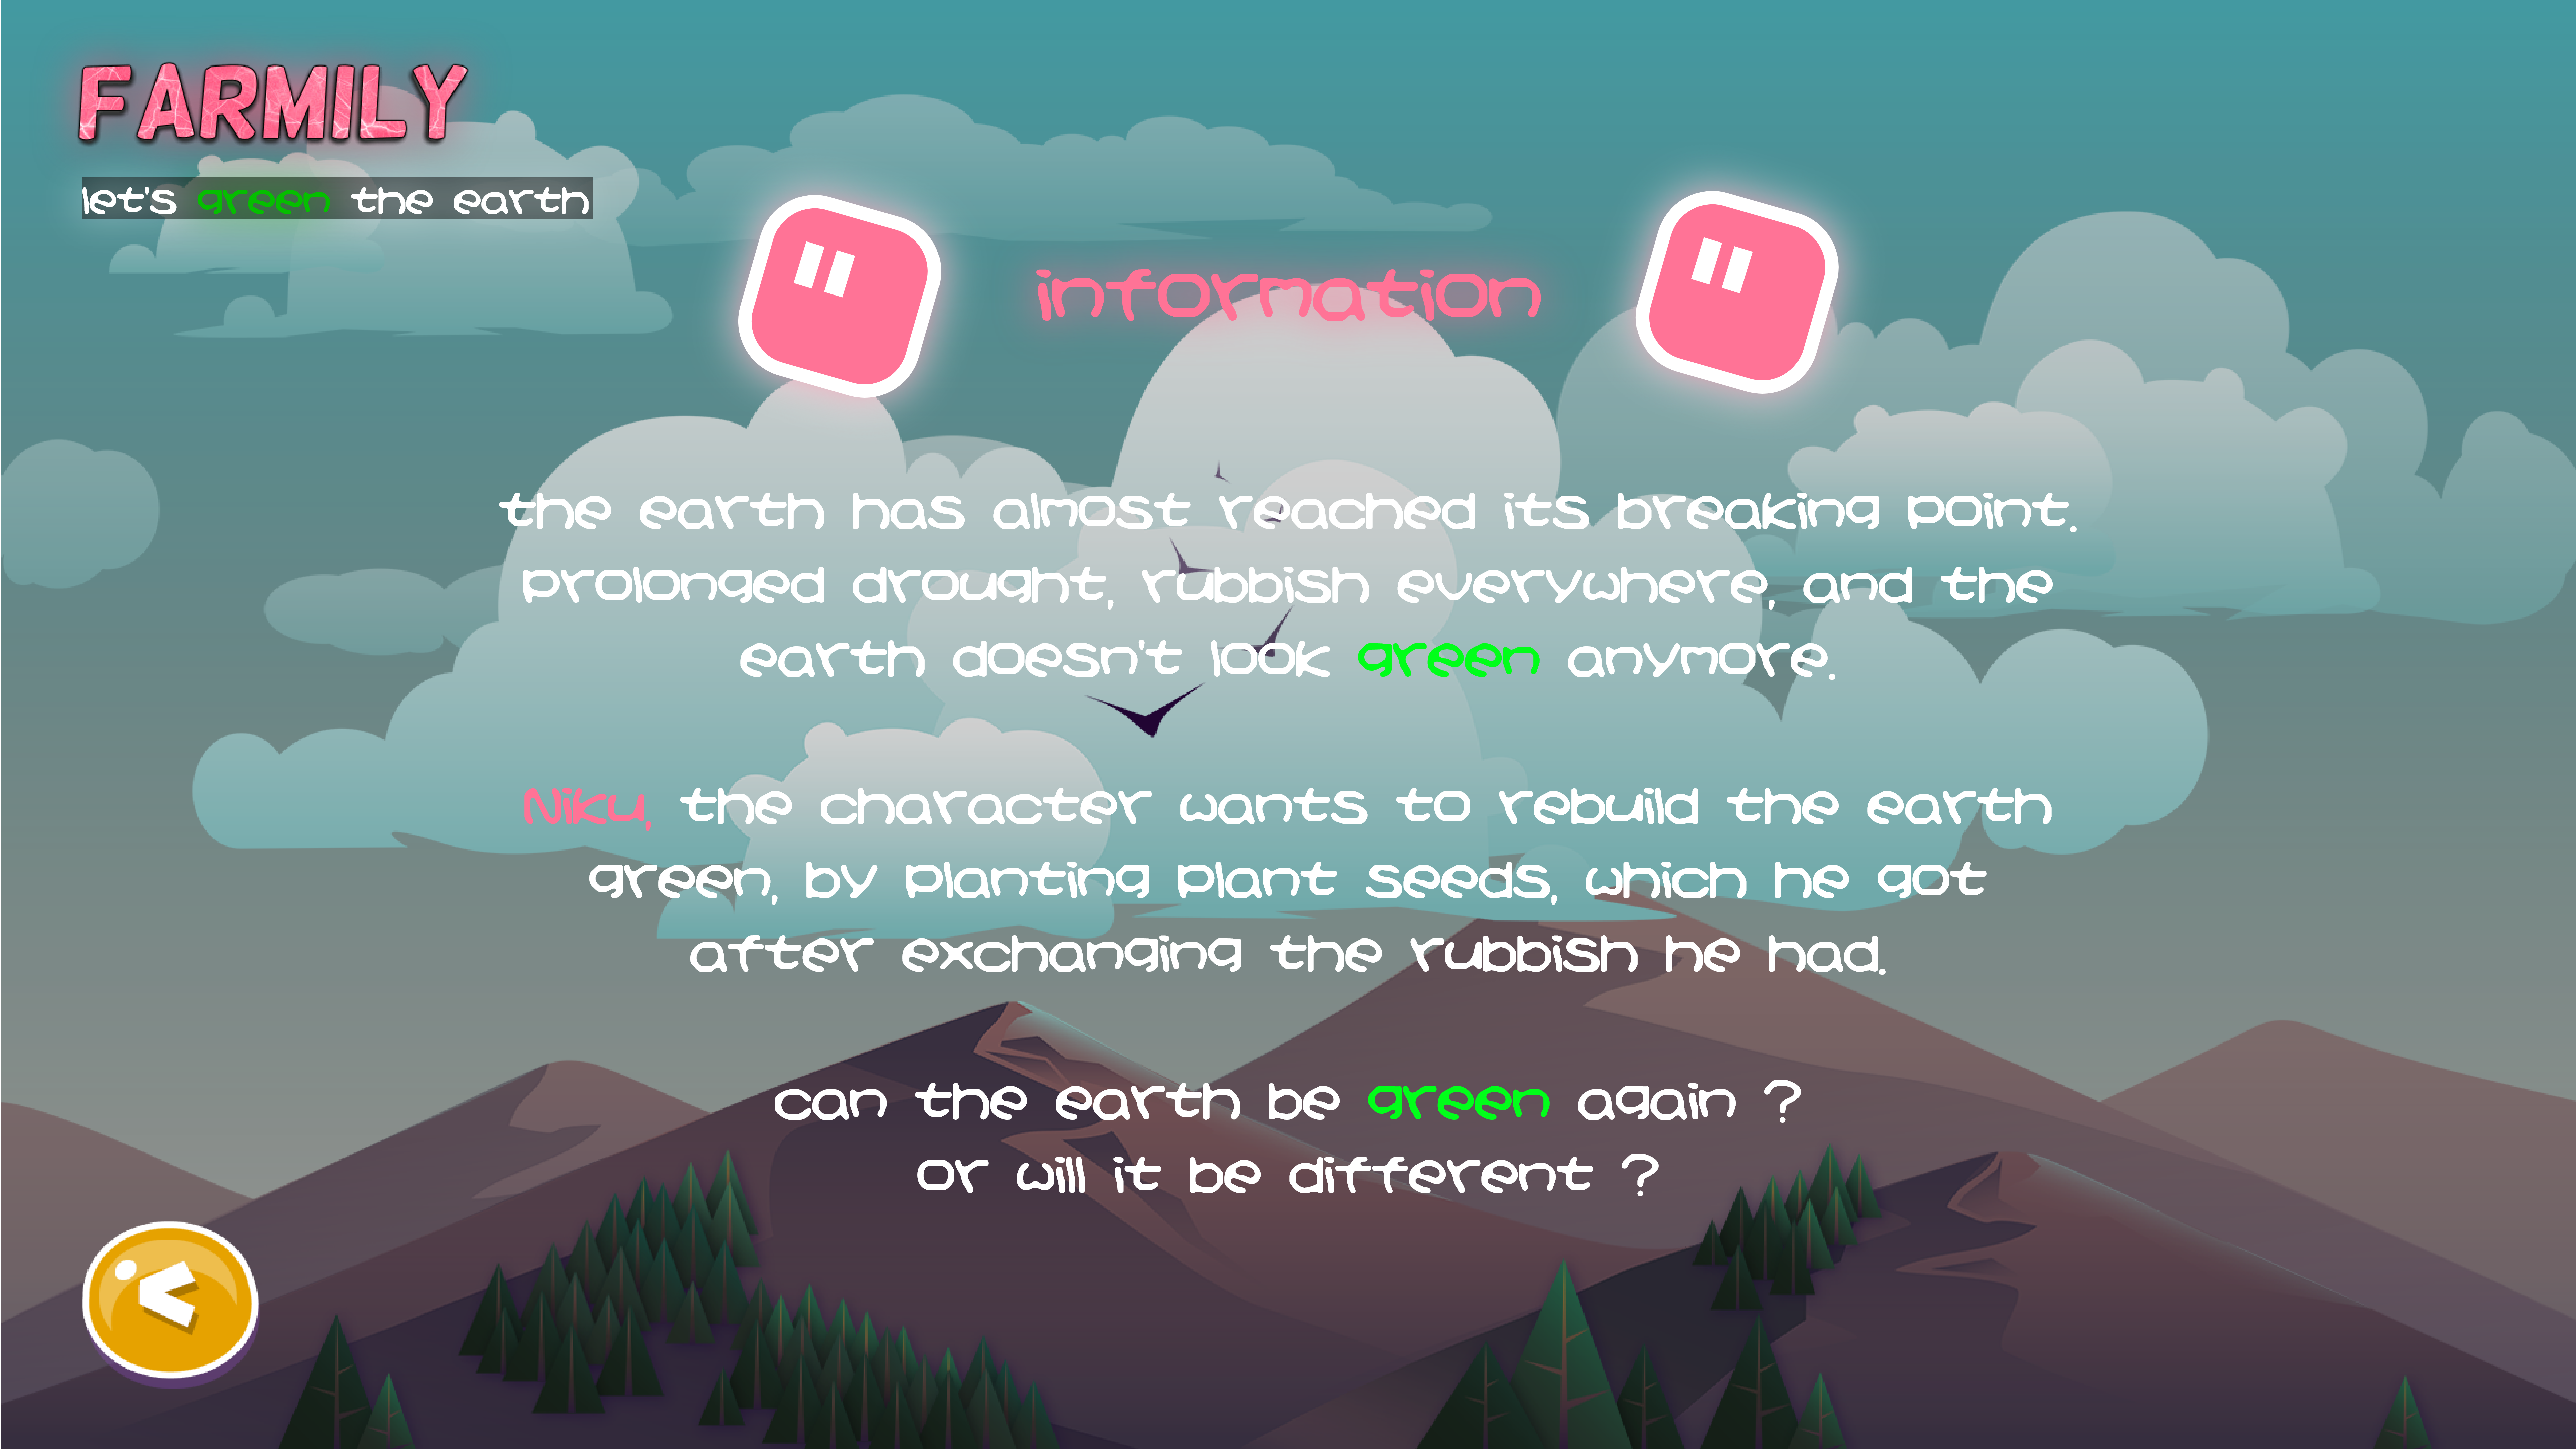 FARMILY
let's green the earth
information
the earth has almost reached its breaking point.
prolonged drought, rubbish everywhere, and the
earth doesn't look green anymore.
Niku, the character wants to rebuild the earth
green, by planting plant seeds, which he got
after exchanging the rubbish he had.
can the earth be green again ?
or will it be different ?
<